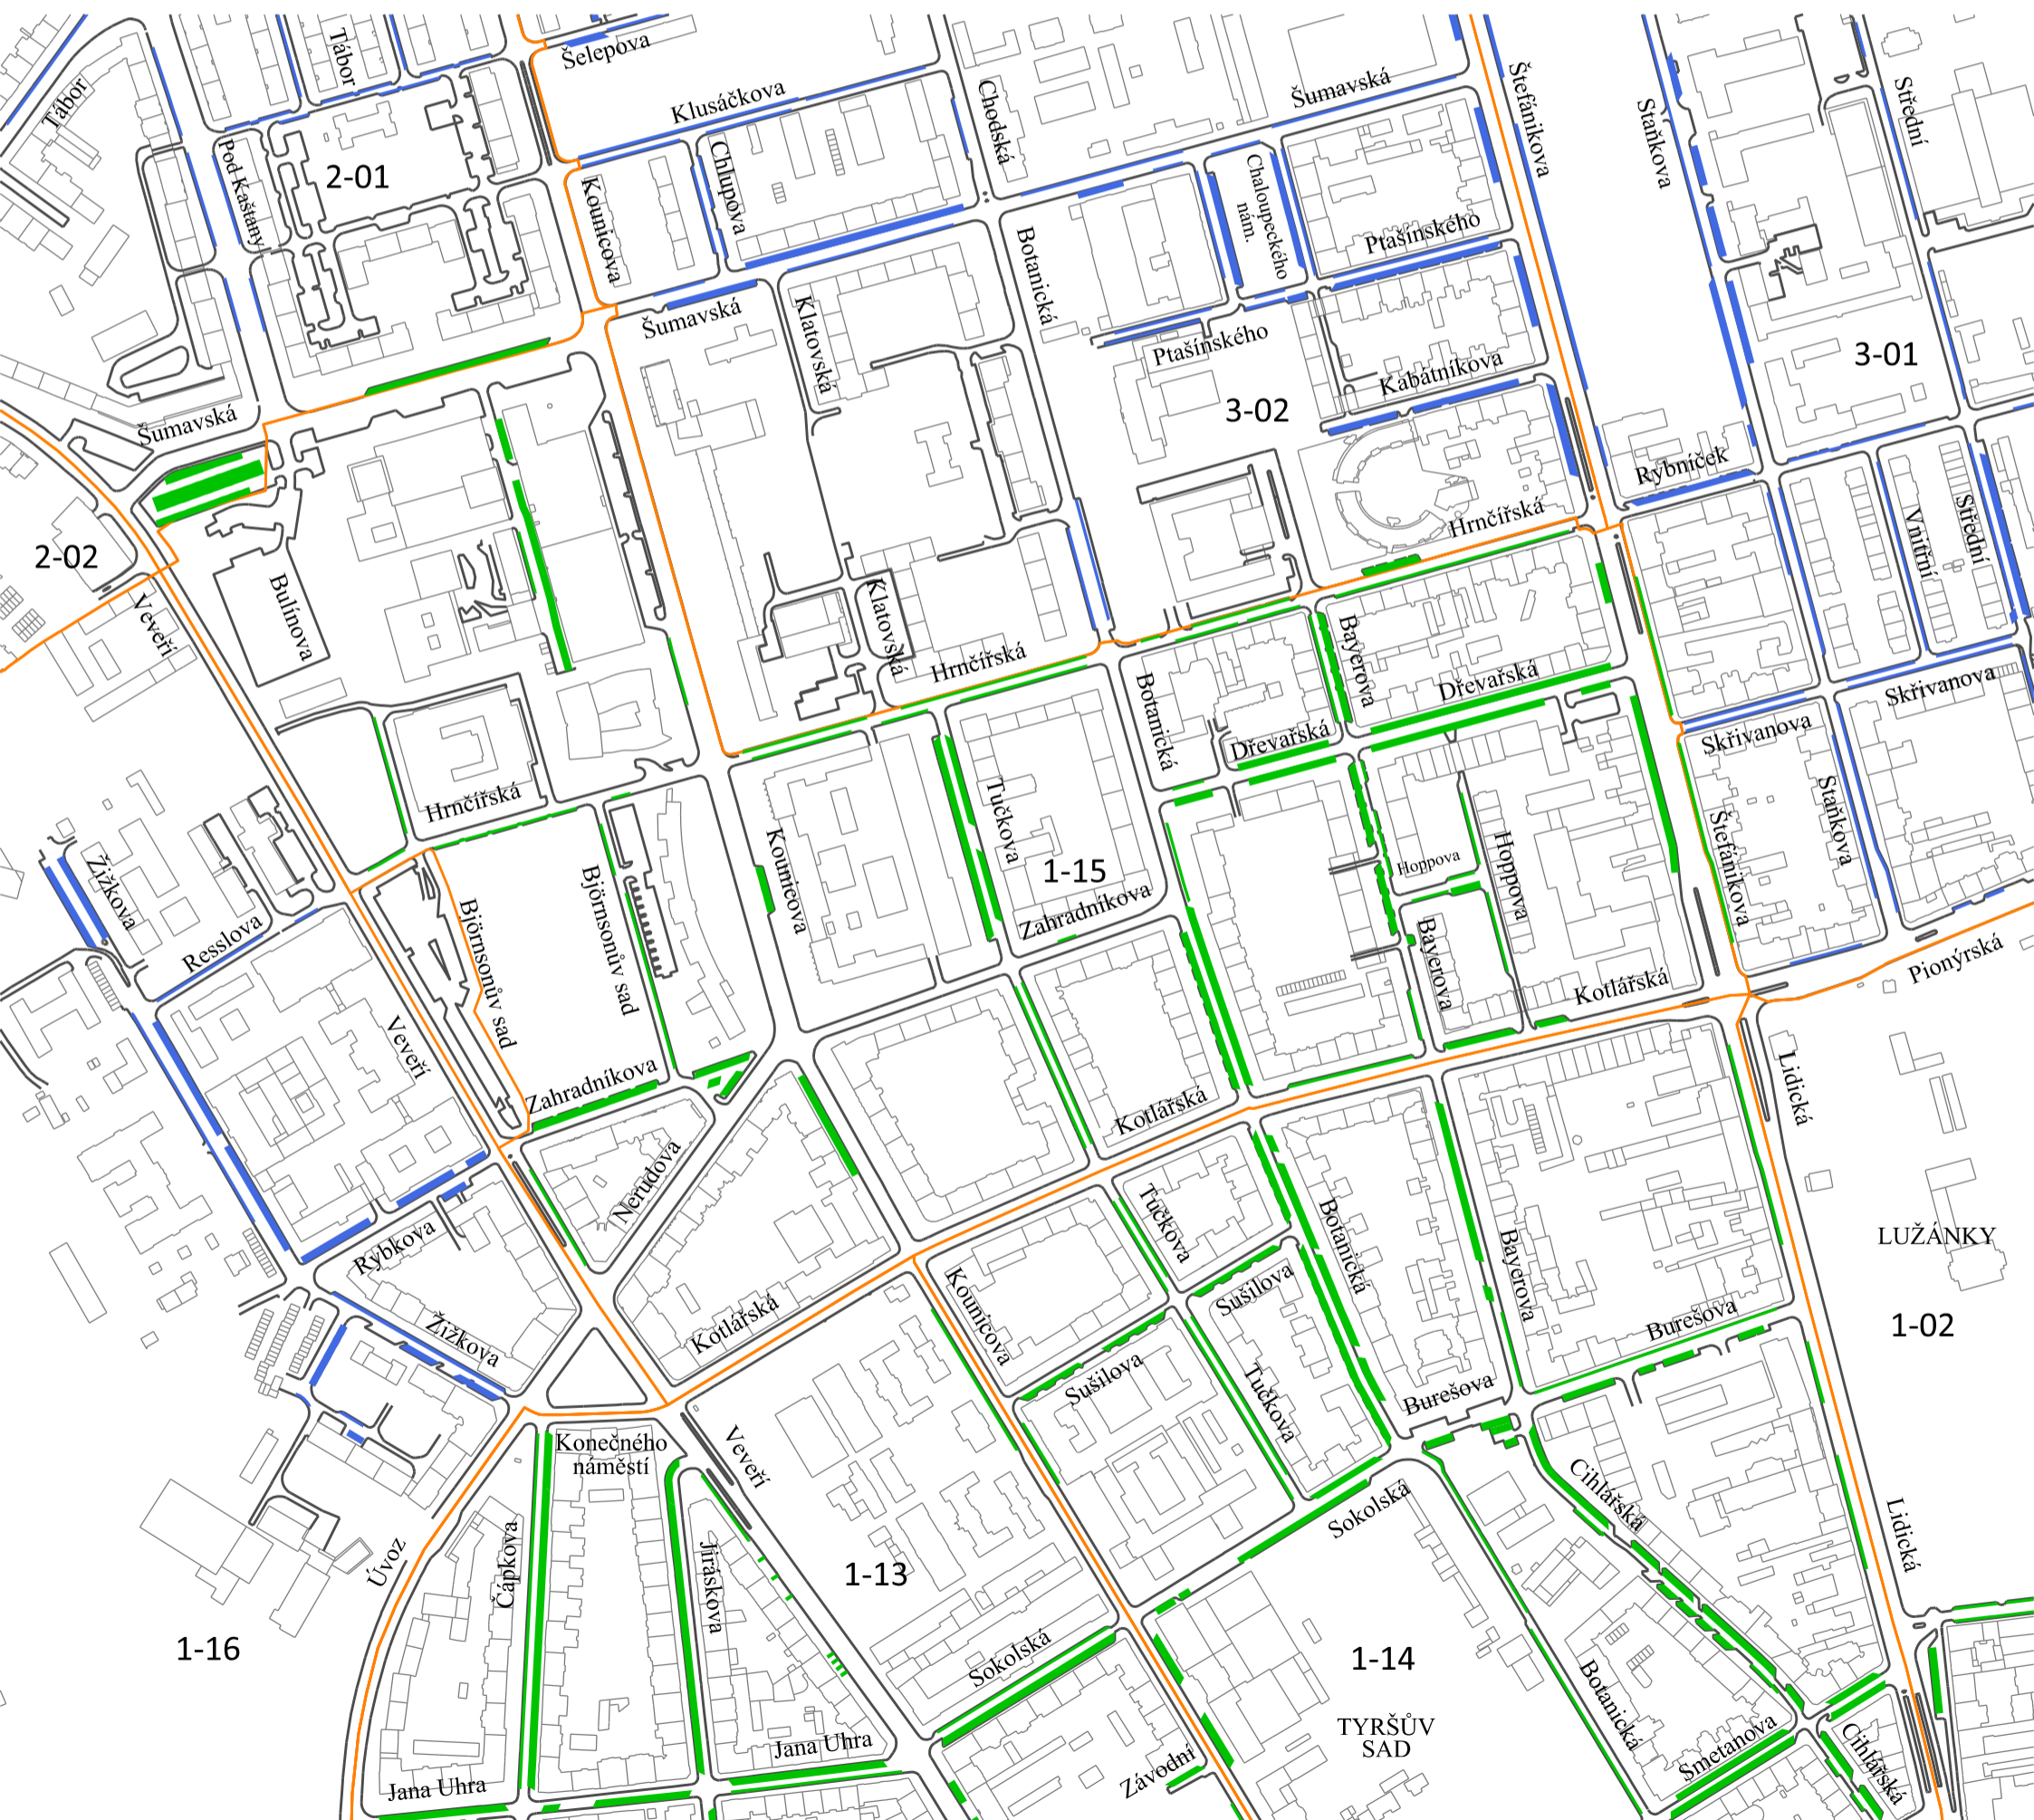 Šelepova
Tábor
Tábor
Klusáčkova
Šumavská
Chodská
Štefánikova
Staňkova
Střední
Pod Kaštany
2-01
Kounicova
Chlupova
Chaloupeckého
nám.
Ptašínského
Botanická
Šumavská
Klatovská
Ptašínského
3-01
Kabátníkova
3-02
Šumavská
Rybníček
Hrnčířská
Vnitřní
Střední
2-02
Bulínova
Veveří
Klatovská
Hrnčířská
Bayerova
Botanická
Dřevařská
Dřevařská
Skřivanova
Skřivanova
Hrnčířská
Tučkova
Kounicova
Staňkova
Štefánikova
Hoppova
Hoppova
1-15
Zahradníkova
Žižkova
Resslova
Björnsonův sad
Björnsonův sad
Bayerova
Kotlářská
Pionýrská
Veveří
Zahradníkova
Kotlářská
Lidická
Nerudova
Tučkova
Botanická
Bayerova
LUŽÁNKY
Rybkova
Sušilova
Kounicova
Kotlářská
Žižkova
Burešova
1-02
Sušilova
Tučkova
Burešova
Konečného
náměstí
Veveří
Cihlářská
Sokolská
Lidická
Úvoz
Čápkova
Jiráskova
1-13
1-16
Sokolská
1-14
Botanická
TYRŠŮV
SAD
Jana Uhra
Jana Uhra
Závodní
Smetanova
Cihlářská